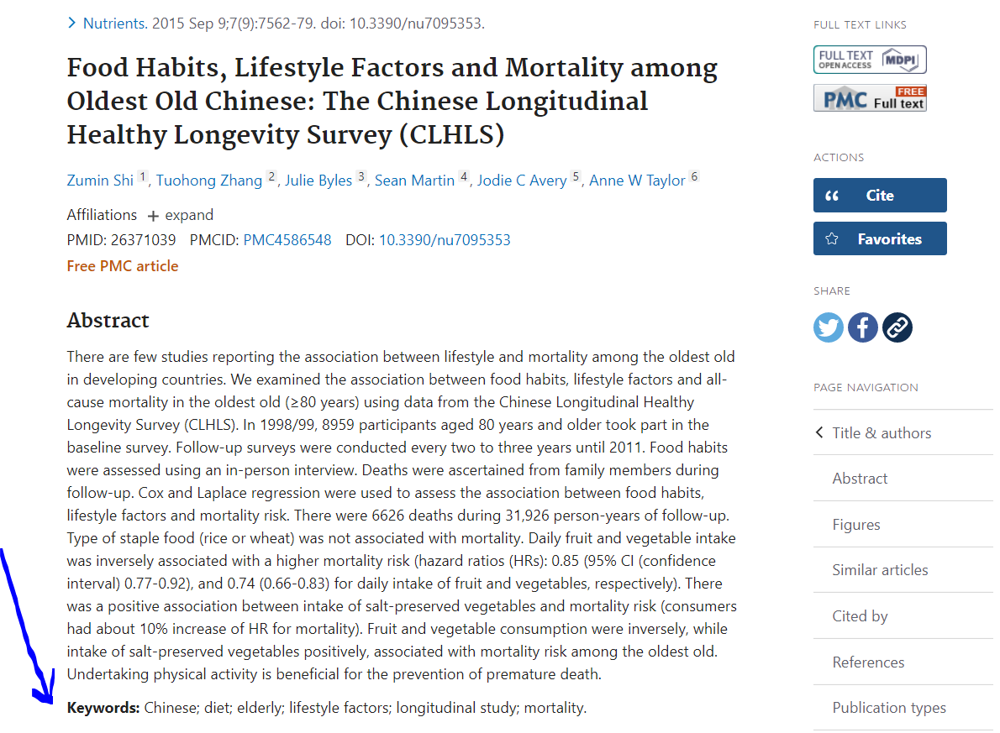 Nutrients. 2015 Sep 9;7(9):7562-79. doi: 10.3390/nu7095353.
Food Habits, Lifestyle Factors and Mortality among
Oldest Old Chinese: The Chinese Longitudinal
Healthy Longevity Survey (CLHLS)
Zumin Shi 1, Tuohong Zhang 2, Julie Byles 3, Sean Martin 4, Jodie C Avery 5, Anne W Taylor 6
Affiliations + expand
PMID: 26371039 PMCID: PMC4586548 DOI: 10.3390/nu7095353
Free PMC article
Abstract
There are few studies reporting the association between lifestyle and mortality among the oldest old
in developing countries. We examined the association between food habits, lifestyle factors and all-
cause mortality in the oldest old (≥80 years) using data from the Chinese Longitudinal Healthy
Longevity Survey (CLHLS). In 1998/99, 8959 participants aged 80 years and older took part in the
baseline survey. Follow-up surveys were conducted every two to three years until 2011. Food habits
were assessed using an in-person interview. Deaths were ascertained from family members during
follow-up. Cox and Laplace regression were used to assess the association between food habits,
lifestyle factors and mortality risk. There were 6626 deaths during 31,926 person-years of follow-up.
Type of staple food (rice or wheat) was not associated with mortality. Daily fruit and vegetable intake
was inversely associated with a higher mortality risk (hazard ratios (HRs): 0.85 (95% CI (confidence
interval) 0.77-0.92), and 0.74 (0.66-0.83) for daily intake of fruit and vegetables, respectively). There
was a positive association between intake of salt-preserved vegetables and mortality risk (consumers
had about 10% increase of HR for mortality). Fruit and vegetable consumption were inversely, while
intake of salt-preserved vegetables positively, associated with mortality risk among the oldest old.
Undertaking physical activity is beneficial for the prevention of premature death.
Keywords: Chinese; diet; elderly; lifestyle factors; longitudinal study; mortality.
FULL TEXT LINKS
FULL TEXT
OPEN ACCESS
MDPI
PMC FREE
Full text
ACTIONS
Cite
Favorites
SHARE
PAGE NAVIGATION
Title & authors
Abstract
Figures
Similar articles
Cited by
References
Publication types